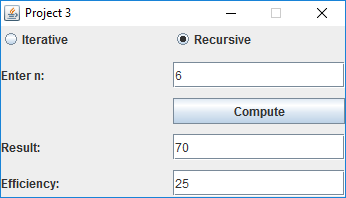 Project 3
Iterative Recursive
Enter n: 6
Compute
Result: 70
Efficiency: 25